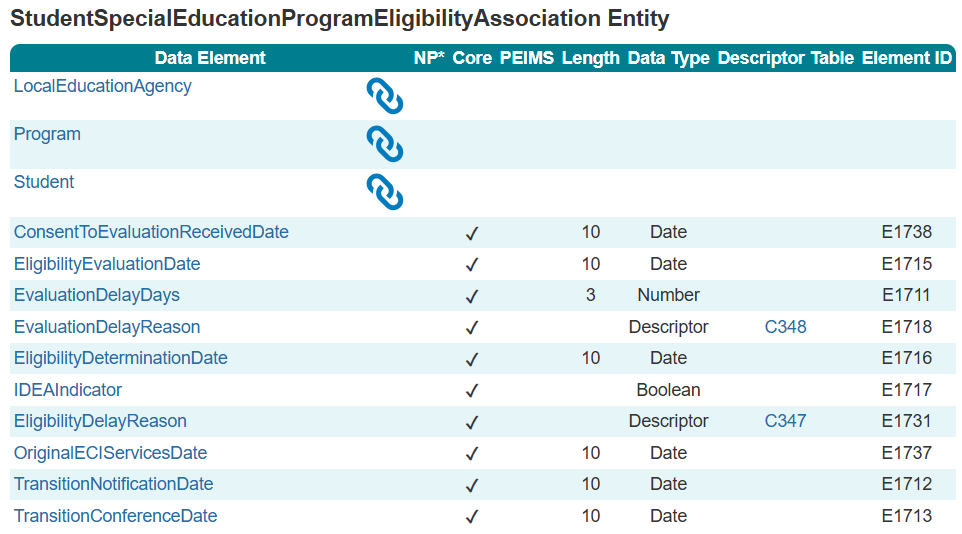 StudentSpecialEducationProgramEligibilityAssociation Entity
Data Element NP* Core PEIMS Length Data Type Descriptor Table Element ID
LocalEducationAgency
Program
Student
ConsentToEvaluationReceivedDate ✓ 10 Date E1738
EligibilityEvaluationDate ✓ 10 Date E1715
EvaluationDelayDays ✓ 3 Number E1711
EvaluationDelayReason ✓ Descriptor C348 E1718
EligibilityDeterminationDate ✓ 10 Date E1716
IDEAIndicator ✓ Boolean E1717
EligibilityDelayReason ✓ Descriptor C347 E1731
OriginalECIServicesDate ✓ 10 Date E1737
TransitionNotificationDate ✓ 10 Date E1712
TransitionConferenceDate ✓ 10 Date E1713